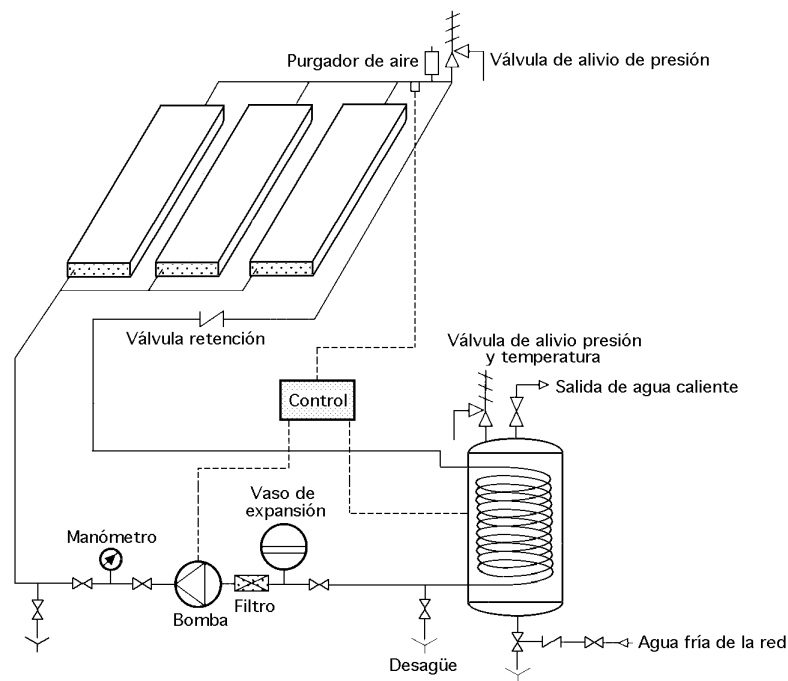 Purgador de aire
Válvula de alivio de presión
Válvula retención
Válvula de alivio presión
y temperatura
Salida de agua caliente
Control
Vaso de
expansión
Manómetro
Bomba
Filtro
Agua fría de la red
Desagüe